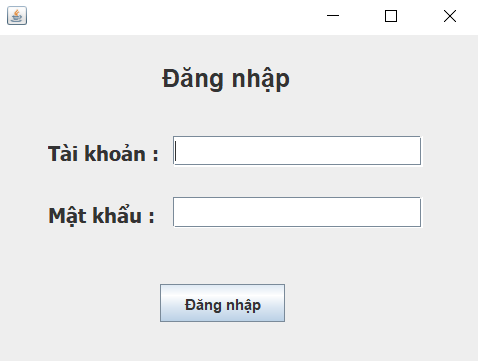 Đăng nhập
Tài khoản :
Mật khẩu :
Đăng nhập